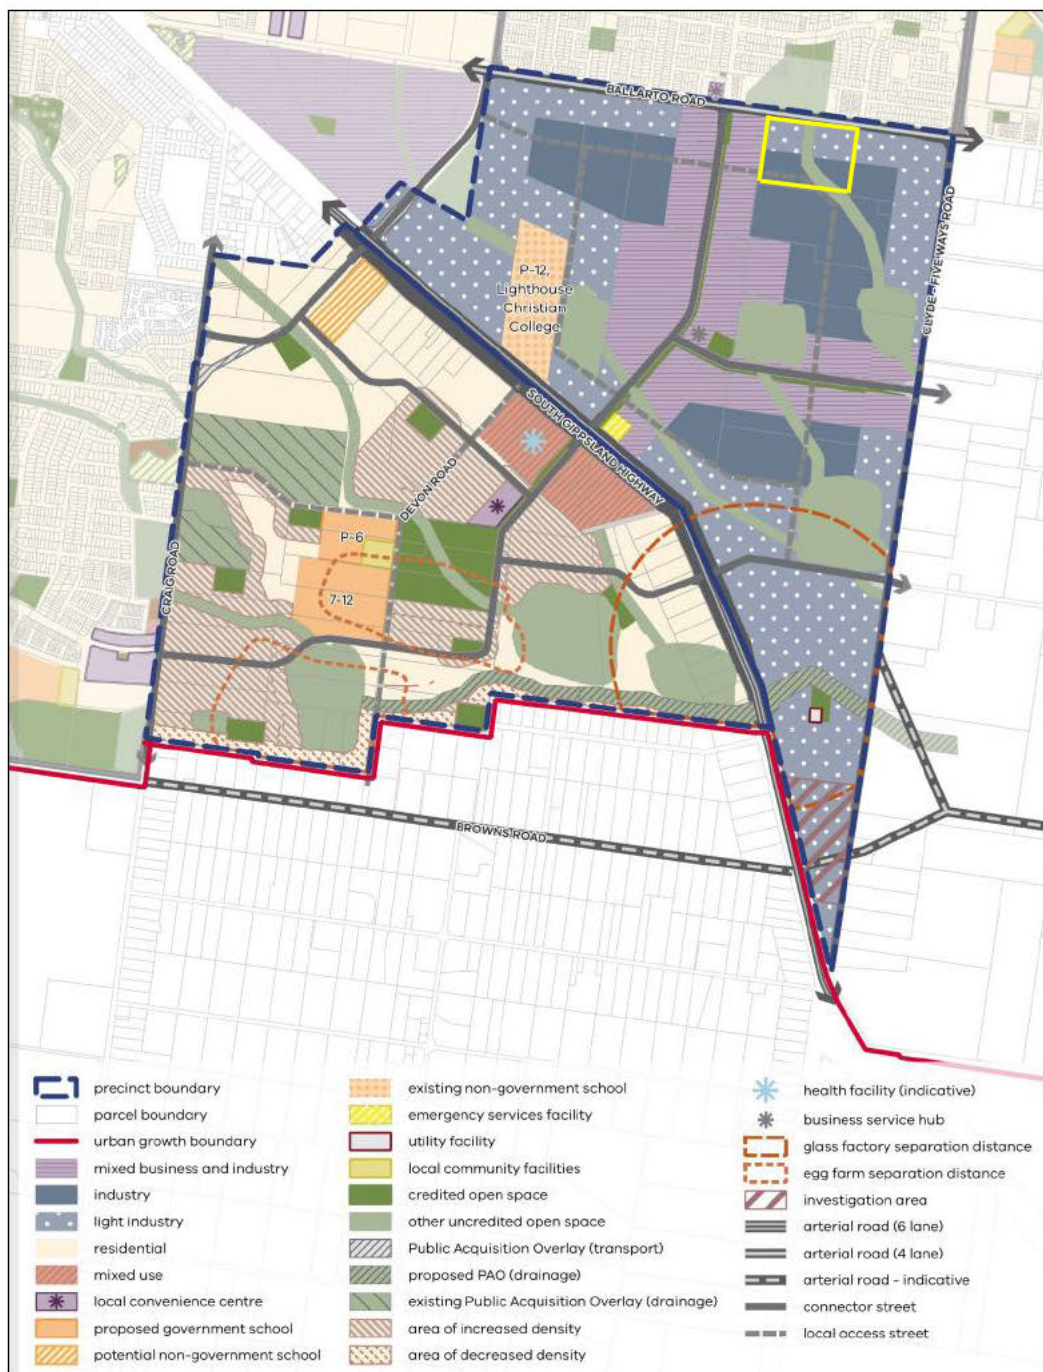 BALLARTO ROAD
CLYDE - FIVE WAYS ROAD
P-12,
Lighthouse
Christian
College
SOUTH GIPPSLAND HIGHWAY
DEVON ROAD
P-6
7-12
CRAIG ROAD
BROWNS ROAD
precinct boundary
parcel boundary
urban growth boundary
mixed business and industry
industry
light industry
residential
mixed use
local convenience centre
proposed government school
potential non-government school
existing non-government school
emergency services facility
utility facility
local community facilities
credited open space
other uncredited open space
Public Acquisition Overlay (transport)
proposed PAO (drainage)
existing Public Acquisition Overlay (drainage)
area of increased density
area of decreased density
health facility (indicative)
business service hub
glass factory separation distance
egg farm separation distance
investigation area
arterial road (6 lane)
arterial road (4 lane)
arterial road - indicative
connector street
local access street